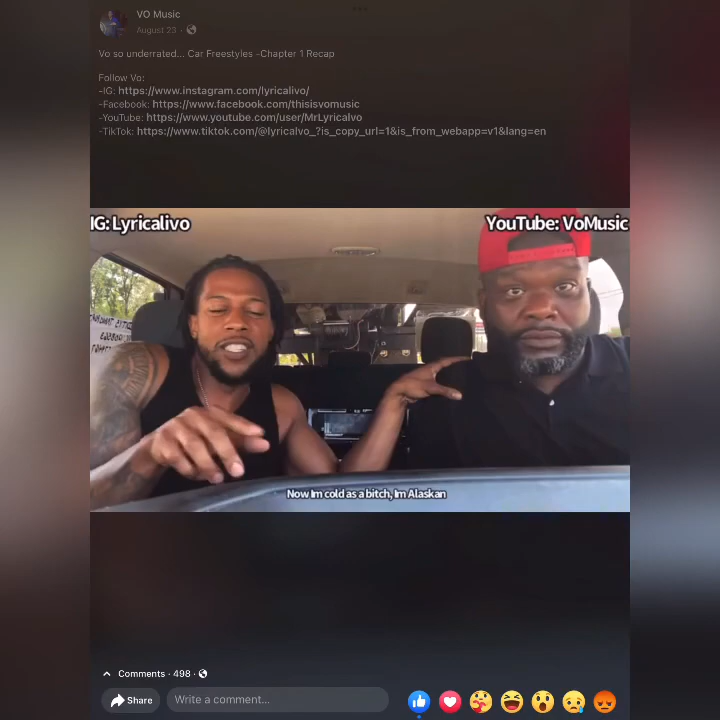 VO Music
August 23 ·
Vo so underrated... Car Freestyles -Chapter 1 Recap
Follow Vo:
-IG: https://www.instagram.com/lyricalivo/
-Facebook: https://www.facebook.com/thisisvomusic
-YouTube: https://www.youtube.com/user/MrLyricalvo
-TikTok: https://www.tiktok.com/@lyricalvo_?is_copy_url=1&is_from_webapp=v1&lang=en
IG: Lyricalivo
YouTube: VoMusic
Now Im cold as a bitch, Im Alaskan
Comments · 498 ·
Share
Write a comment...